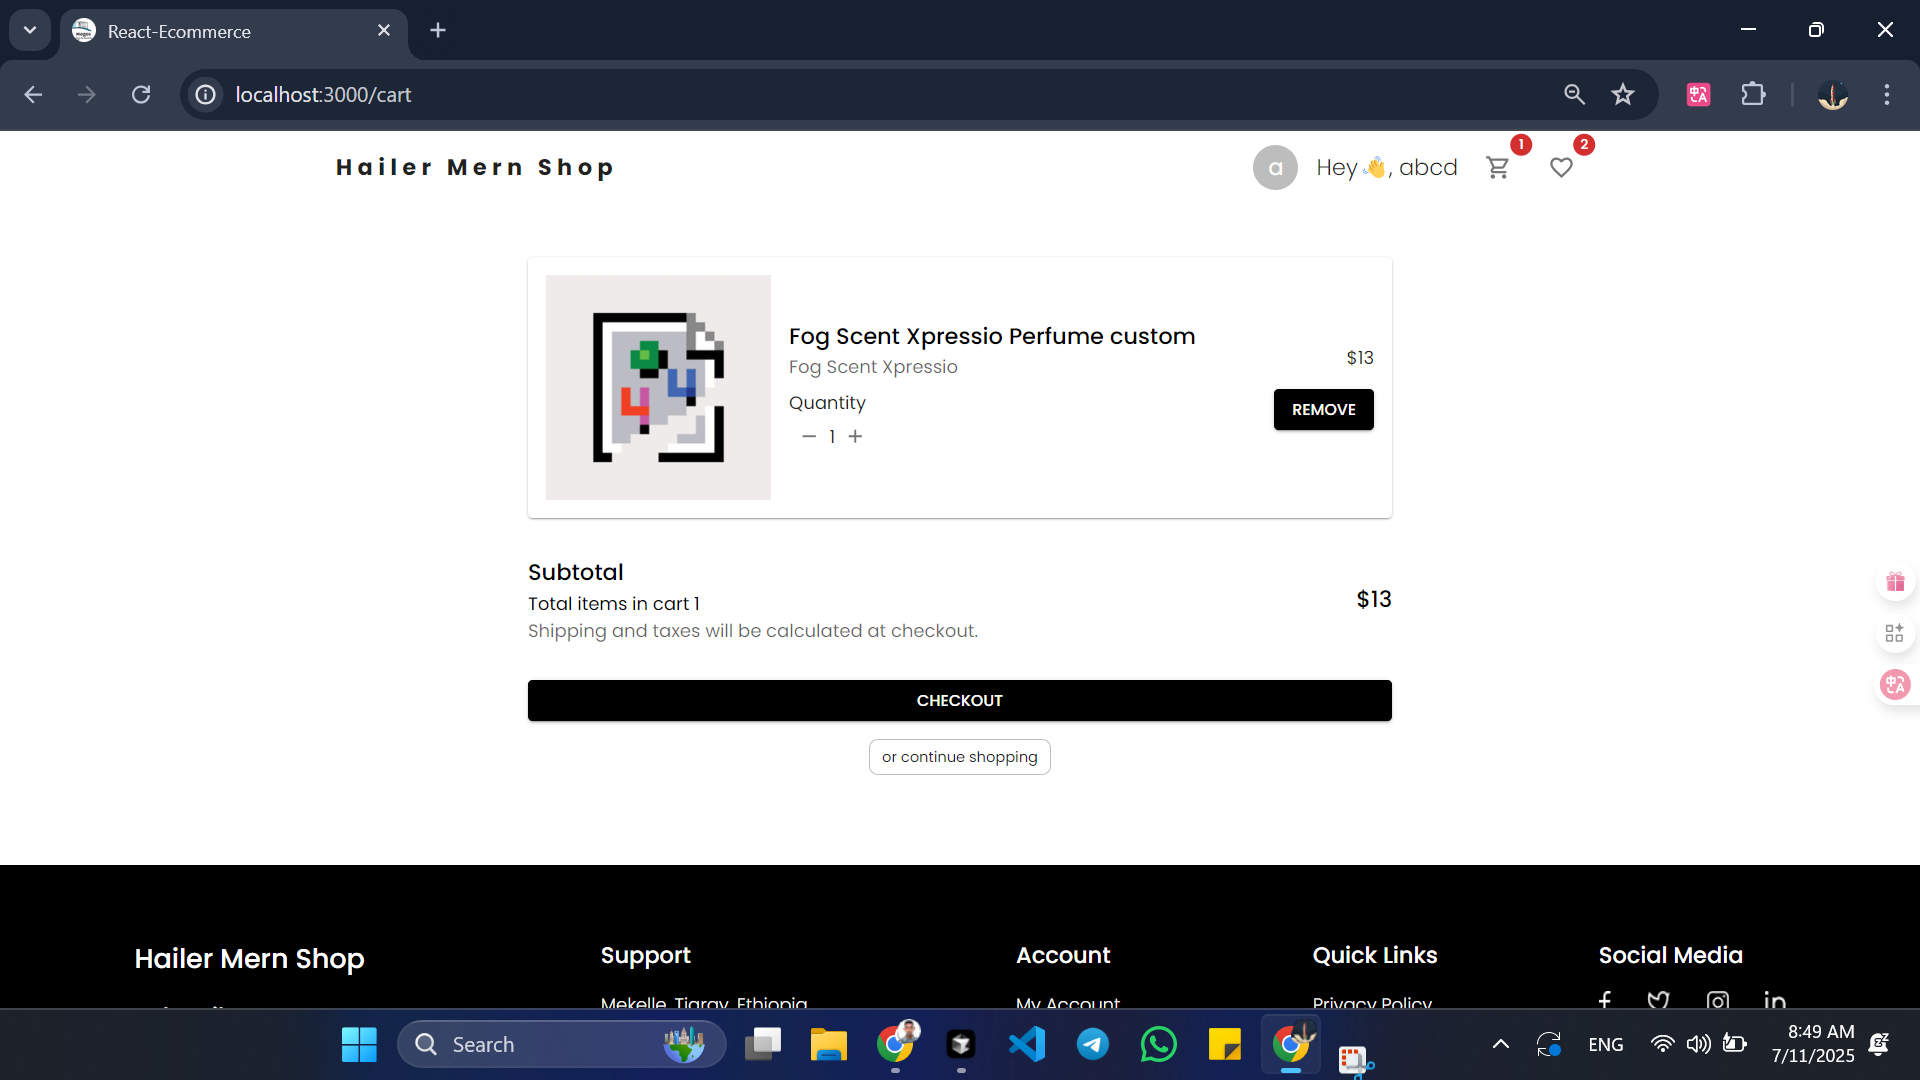 React-Ecommerce
localhost:3000/cart
Hailer Mern Shop
a
Hey👋, abcd
1
2
Fog Scent Xpressio Perfume custom
Fog Scent Xpressio
$13
Quantity
1
REMOVE
Subtotal
Total items in cart 1
$13
Shipping and taxes will be calculated at checkout.
CHECKOUT
or continue shopping
Hailer Mern Shop
Support
Account
Quick Links
Social Media
Mekelle, Tigray, Ethiopia
My Account
Privacy Policy
Search
ENG
8:49 AM
7/11/2025